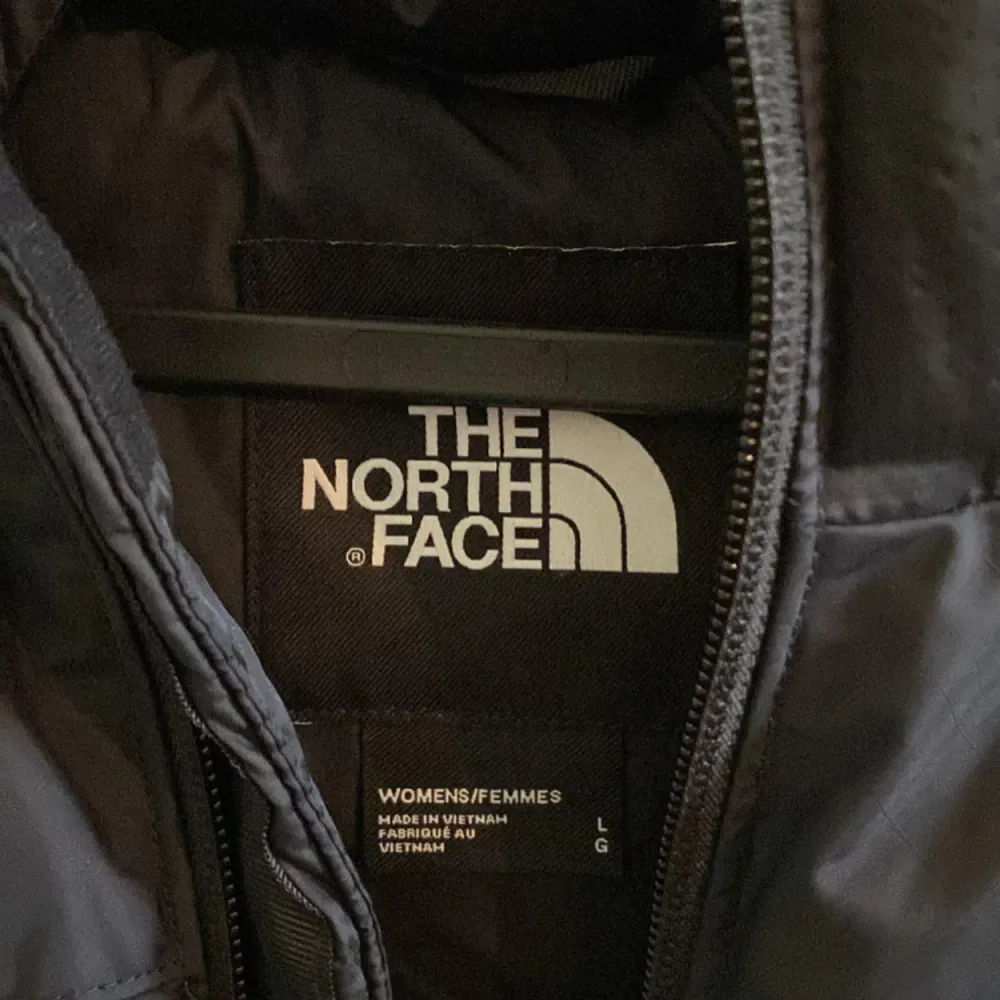 THE
NORTH
® FACE
WOMENS/FEMMES
MADE IN VIETNAM
FABRIQUÉ AU
VIETNAM
L
G